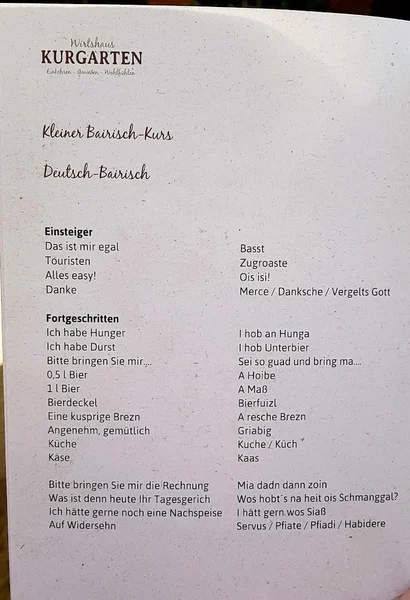 Wirtshaus
KURGARTEN
Einkehren - Genießen - Wohlfühlen
Kleiner Bairisch-Kurs
Deutsch-Bairisch
Einsteiger
Das ist mir egal Basst
Touristen Zugroaste
Alles easy! Ois isi!
Danke Merce / Danksche / Vergelts Gott
Fortgeschritten
Ich habe Hunger I hob an Hunga
Ich habe Durst I hob Unterbier
Bitte bringen Sie mir.... Sei so guad und bring ma....
0,5 l Bier A Hoibe
1 l Bier A Maß
Bierdeckel Bierfuizl
Eine kusprige Brezn A resche Brezn
Angenehm, gemütlich Griabig
Küche Kuche / Küch
Käse Kaas
Bitte bringen Sie mir die Rechnung Mia dadn dann zoin
Was ist denn heute Ihr Tagesgerich Wos hobt´s na heit ois Schmanggal?
Ich hätte gerne noch eine Nachspeise I hätt gern wos Siaß
Auf Widersehn Servus / Pfiate / Pfiadi / Habidere